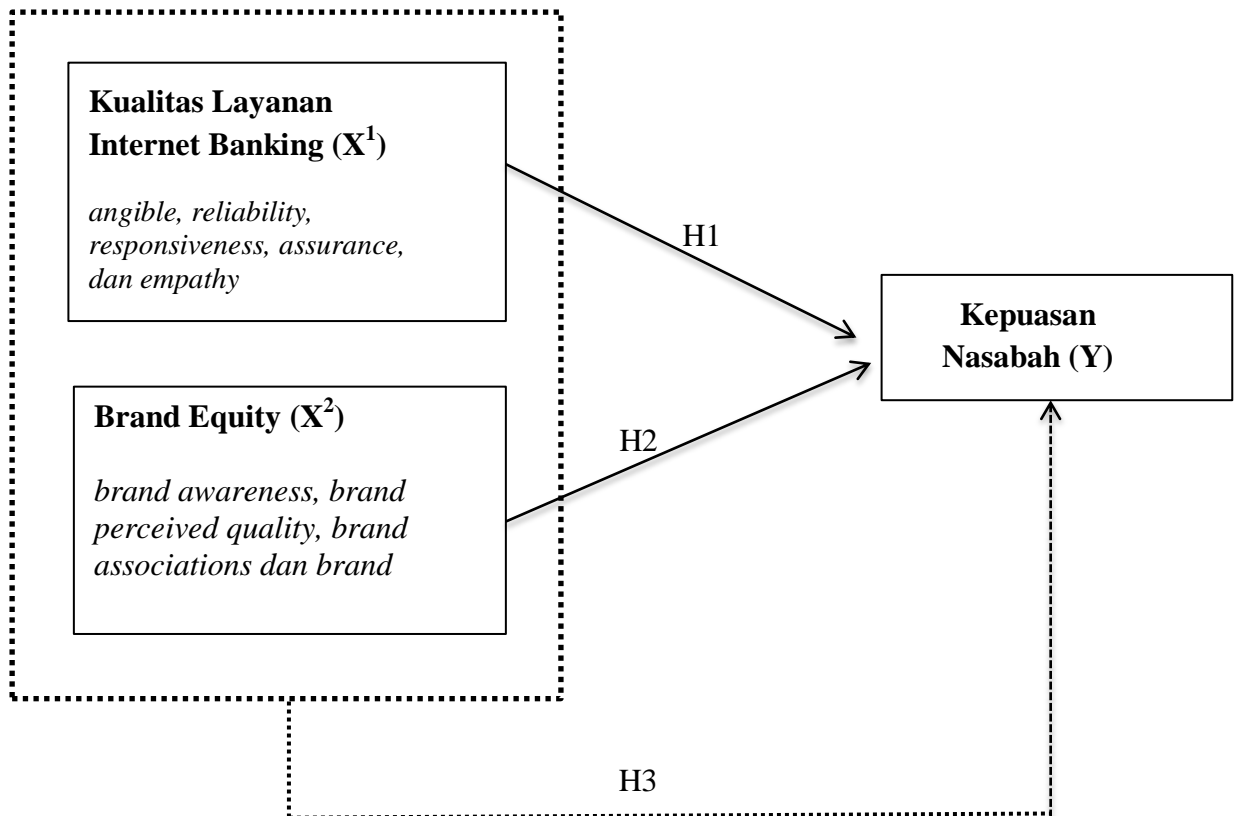 Kualitas Layanan
Internet Banking (X¹)
angible, reliability,
responsiveness, assurance,
dan empathy
H1
Kepuasan
Nasabah (Y)
Brand Equity (X²)
H2
brand awareness, brand
perceived quality, brand
associations dan brand
H3